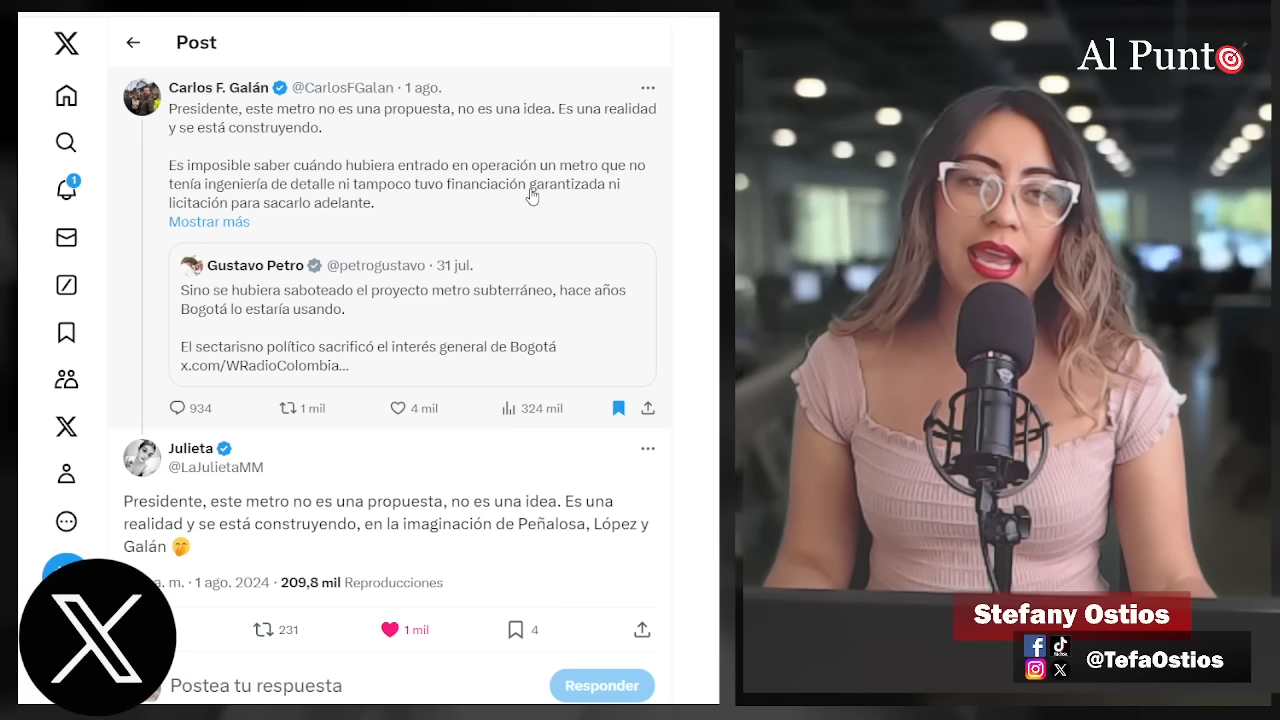 Post
Carlos F. Galán @CarlosFGalan · 1 ago.
Presidente, este metro no es una propuesta, no es una idea. Es una realidad
y se está construyendo.
Es imposible saber cuándo hubiera entrado en operación un metro que no
tenía ingeniería de detalle ni tampoco tuvo financiación garantizada ni
licitación para sacarlo adelante.
Mostrar más
Gustavo Petro @petrogustavo · 31 jul.
Sino se hubiera saboteado el proyecto metro subterráneo, hace años
Bogotá lo estaría usando.
El sectarisno político sacrificó el interés general de Bogotá
x.com/WRadioColombia...
934 1 mil 4 mil 324 mil
1
Julieta
@LaJulietaMM
Presidente, este metro no es una propuesta, no es una idea. Es una
realidad y se está construyendo, en la imaginación de Peñalosa, López y
Galán
a. m. · 1 ago. 2024 · 209,8 mil Reproducciones
231 1 mil 4
Postea tu respuesta Responder
Al Punto
Stefany Ostios
@TefaOstios